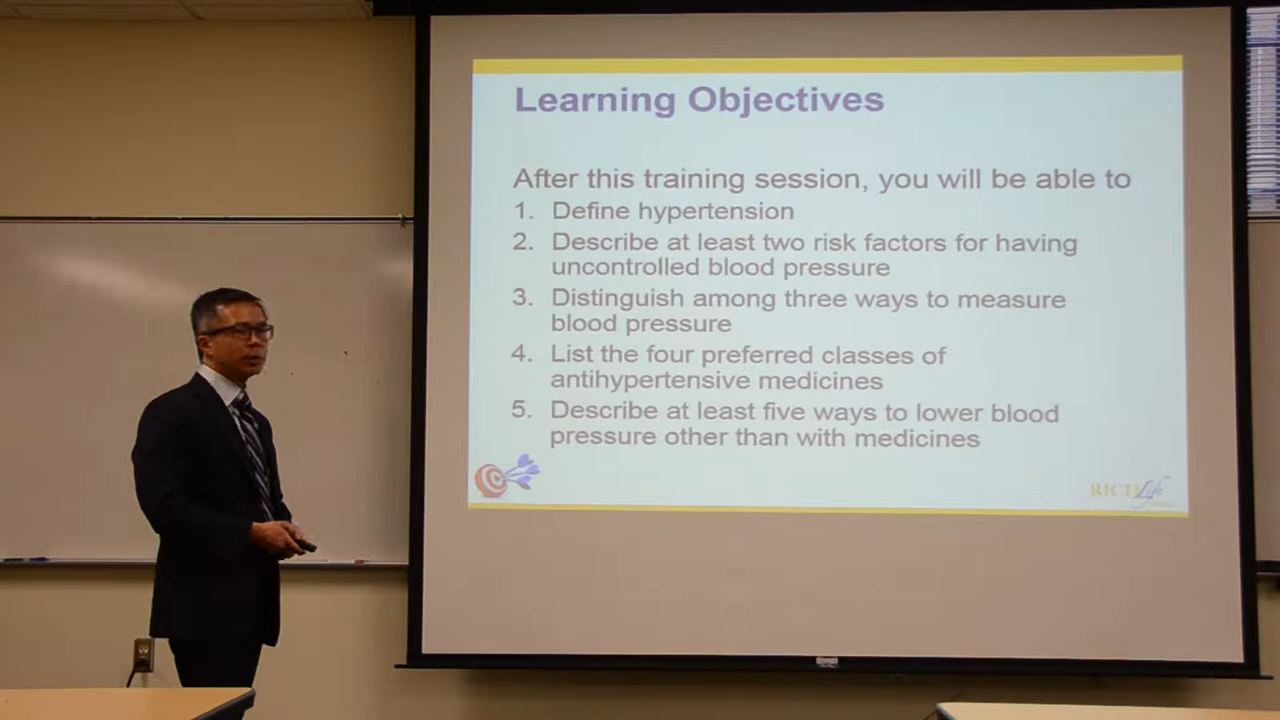 Learning Objectives
After this training session, you will be able to
1. Define hypertension
2. Describe at least two risk factors for having
uncontrolled blood pressure
3. Distinguish among three ways to measure
blood pressure
4. List the four preferred classes of
antihypertensive medicines
5. Describe at least five ways to lower blood
pressure other than with medicines
RICH Life